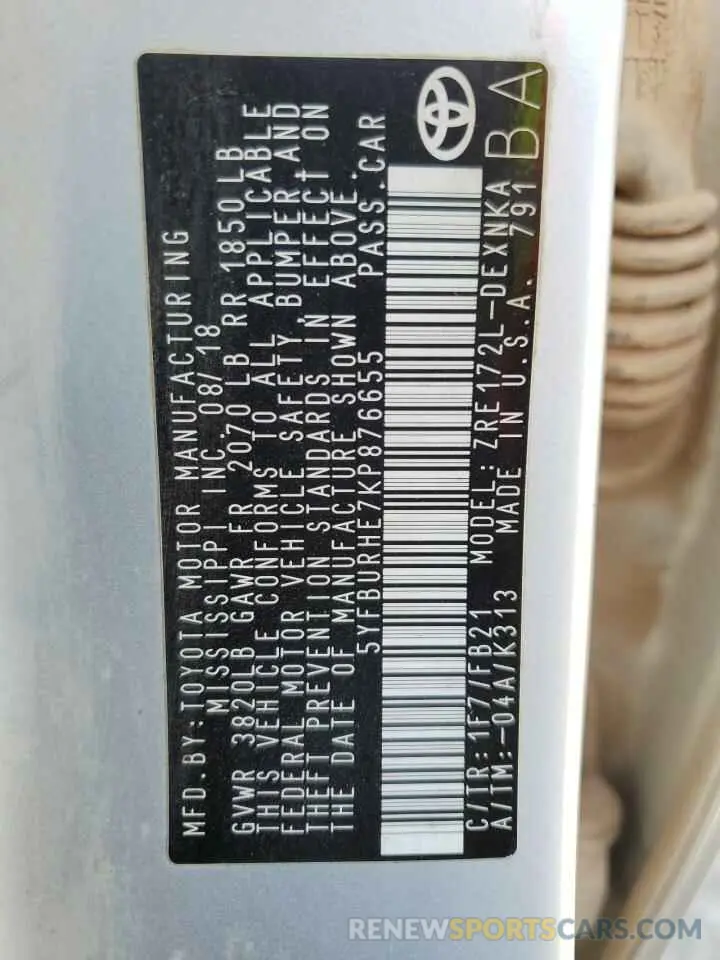 MFD.BY:TOYOTA MOTOR MANUFACTURING
MISSISSIPPI INC. 08/18
GVWR 3820LB GAWR FR 2070 LB RR 1850 LB
THIS VEHICLE CONFORMS TO ALL APPLICABLE
FEDERAL MOTOR VEHICLE SAFETY, BUMPER AND
THEFT PREVENTION STANDARDS IN EFFECT ON
THE DATE OF MANUFACTURE SHOWN ABOVE.
5YFBURHE7KP876655 PASS.CAR
C/TR:1F7/FB21 MODEL:ZRE172L-DEXNKA
A/TM:-04A/K313 MADE IN U.S.A. 791 BA
RENEWSPORTSCARS.COM